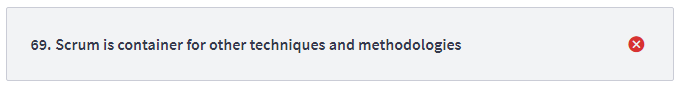 69. Scrum is container for other techniques and methodologies